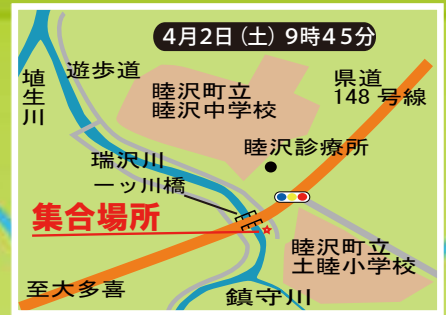 4月2日（土）9時45分
埴生川
遊歩道
睦沢町立
睦沢中学校
県道
148号線
睦沢診療所
瑞沢川
一ッ川橋
集合場所
睦沢町立
土睦小学校
至大多喜
鎮守川